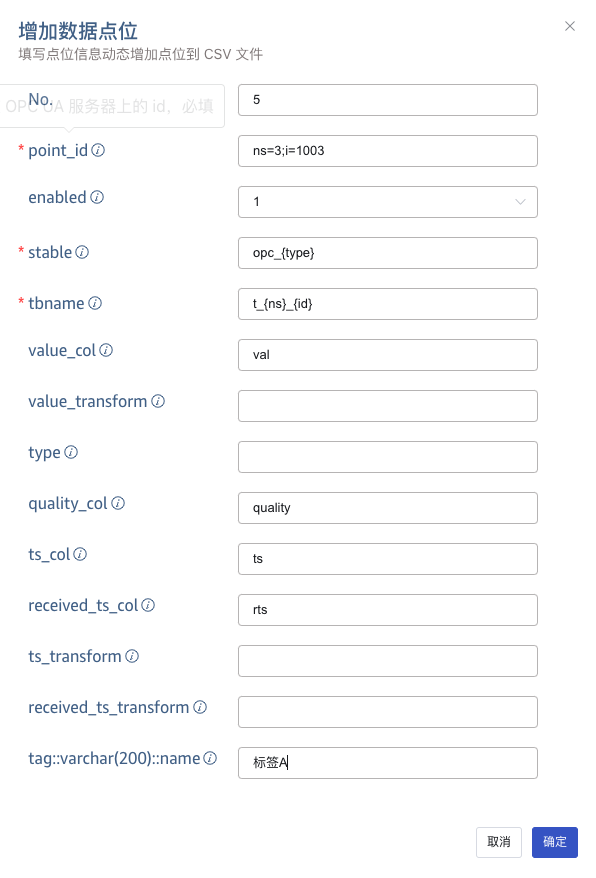 增加数据点位
填写点位信息动态增加点位到 CSV 文件
No.
5
OPC UA 服务器上的 id，必填
* point_id
ns=3;i=1003
enabled
1
* stable
opc_{type}
* tbname
t_{ns}_{id}
value_col
val
value_transform
type
quality_col
quality
ts_col
ts
received_ts_col
rts
ts_transform
received_ts_transform
tag::varchar(200)::name
标签A
取消
确定